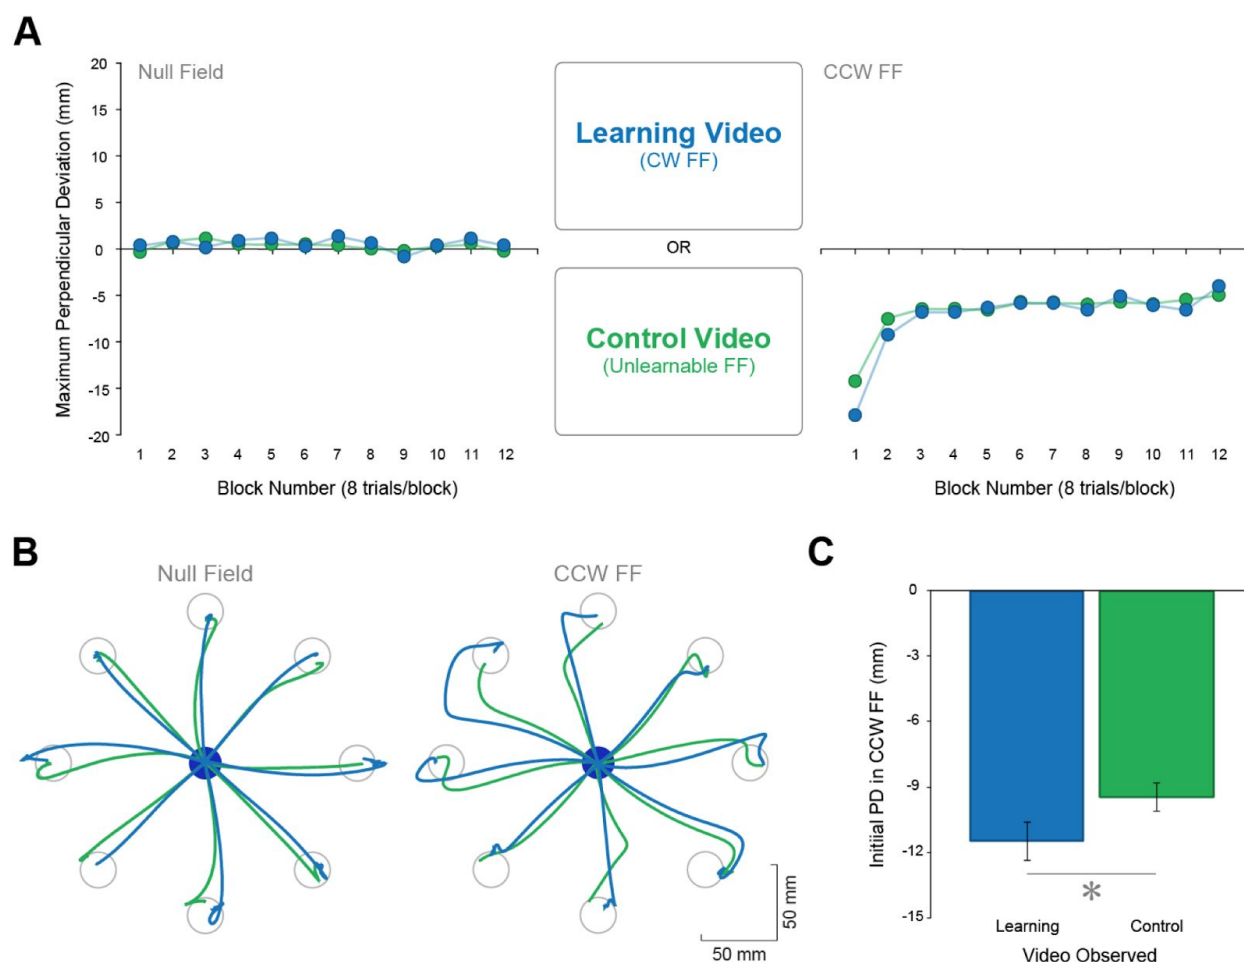 A
Null Field
CCW FF
Maximum Perpendicular Deviation (mm)
20
15
10
5
0
-5
-10
-15
-20
1 2 3 4 5 6 7 8 9 10 11 12
Block Number (8 trials/block)
Learning Video
(CW FF)
OR
Control Video
(Unlearnable FF)
1 2 3 4 5 6 7 8 9 10 11 12
Block Number (8 trials/block)
B
Null Field
CCW FF
50 mm
50 mm
C
Initiial PD in CCW FF (mm)
0
-3
-6
-9
-12
-15
*
Learning Control
Video Observed